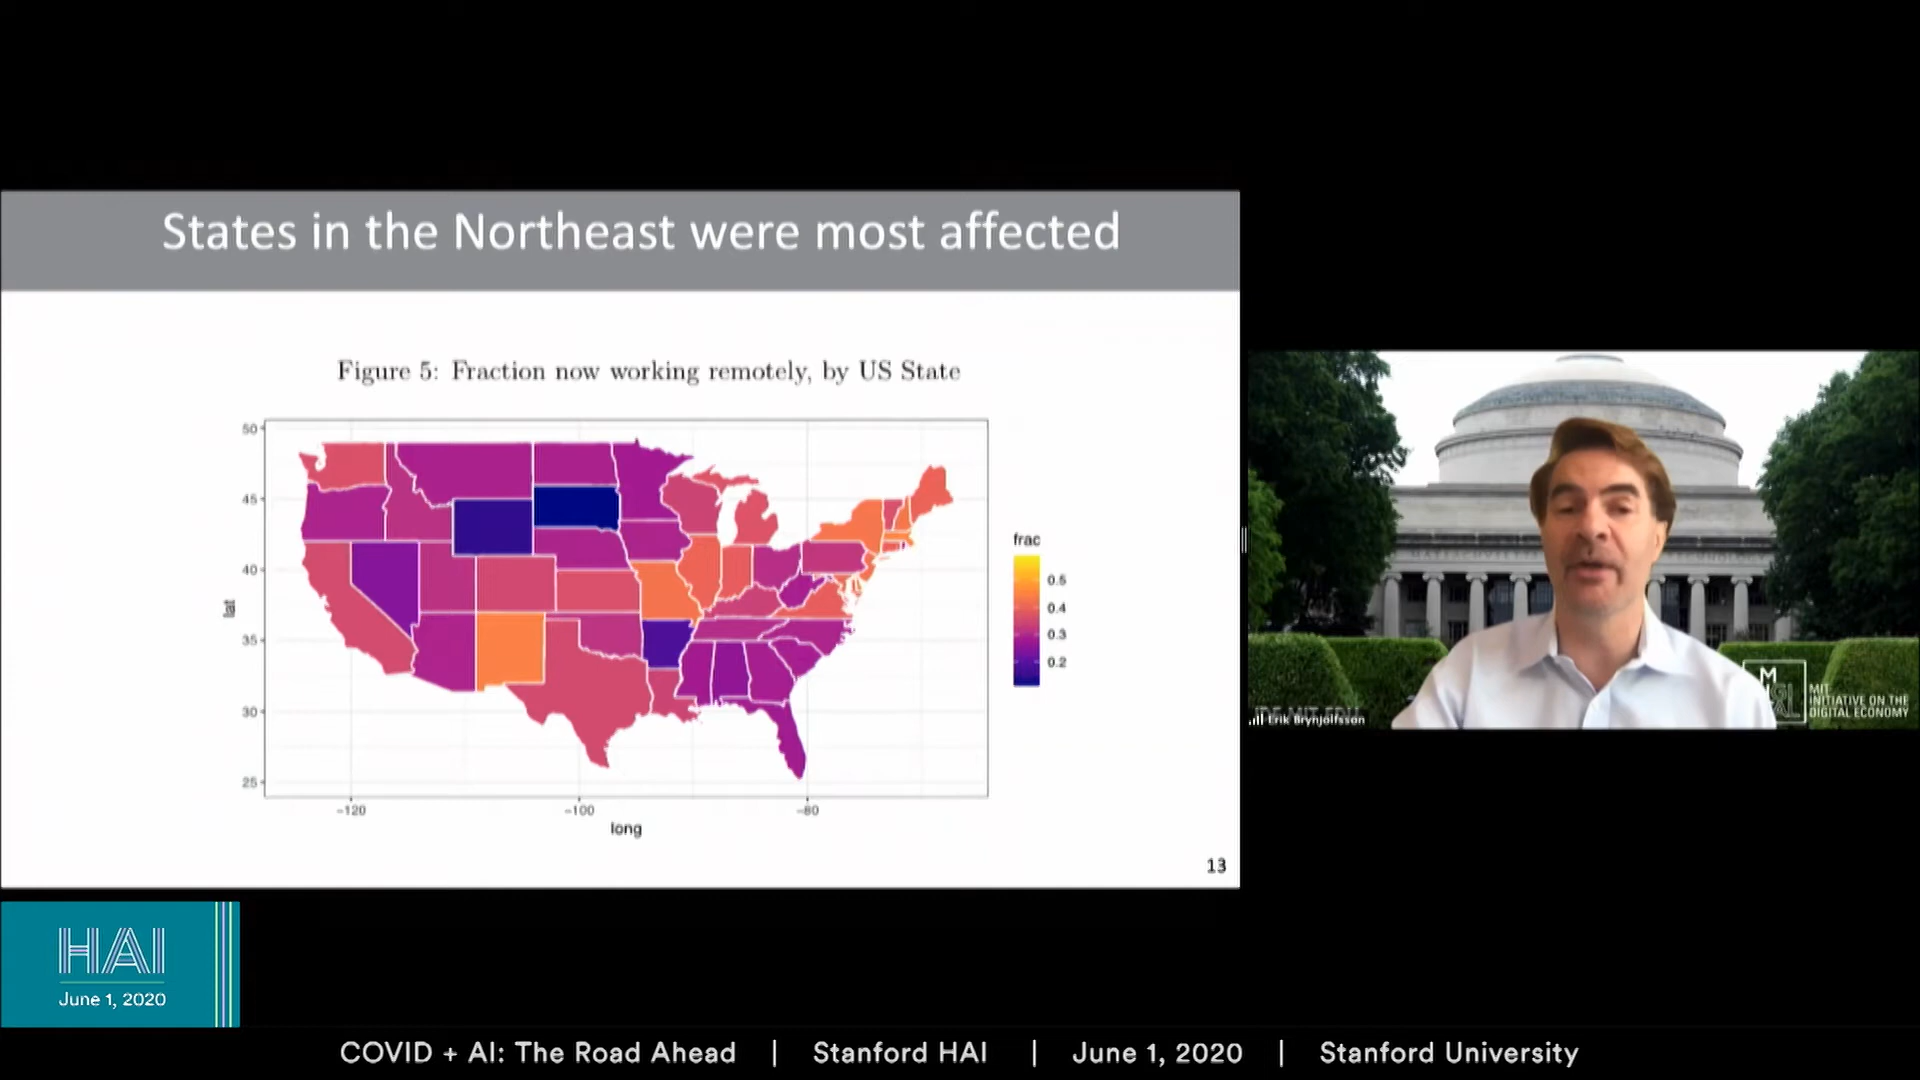 States in the Northeast were most affected
Figure 5: Fraction now working remotely, by US State
50
45
40
35
30
25
lat
-120
-100
-80
long
frac
0.5
0.4
0.3
0.2
13
Erik Brynjolfsson
MIT
INITIATIVE ON THE
DIGITAL ECONOMY
HAI
June 1, 2020
COVID + AI: The Road Ahead | Stanford HAI | June 1, 2020 | Stanford University